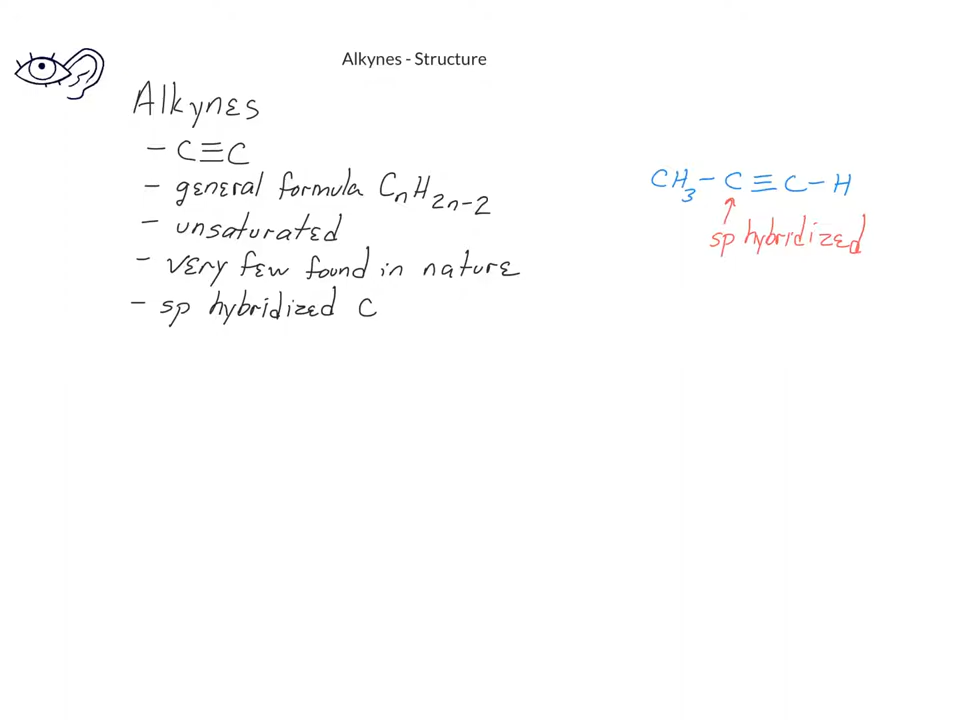 Alkynes - Structure
Alkynes
- C≡C
- general formula CnH2n-2
- unsaturated
- very few found in nature
- sp hybridized C
CH3 - C ≡ C - H
sp hybridized